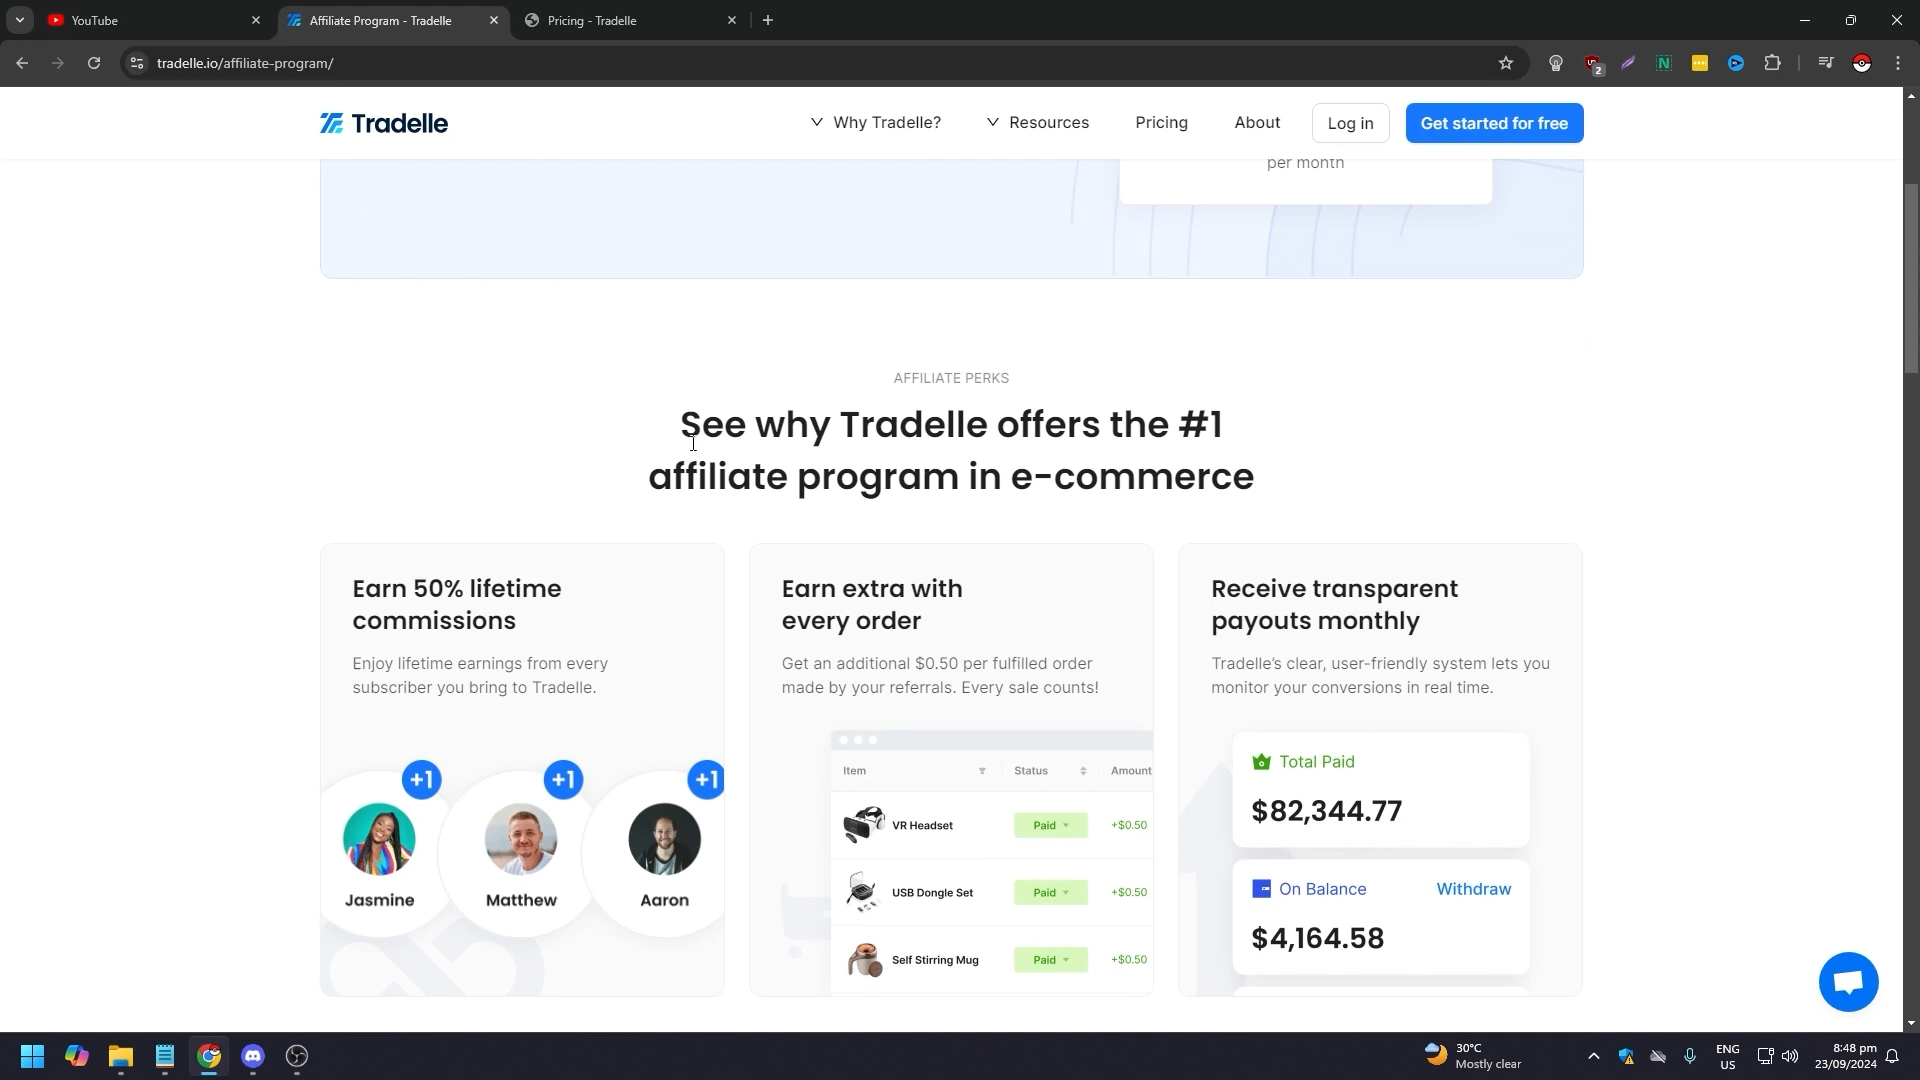 YouTube
Affiliate Program - Tradelle
Pricing - Tradelle
tradelle.io/affiliate-program/
2
Tradelle
Why Tradelle?
Resources
Pricing
About
Log in
Get started for free
per month
AFFILIATE PERKS
See why Tradelle offers the #1
affiliate program in e-commerce
Earn 50% lifetime
commissions
Enjoy lifetime earnings from every
subscriber you bring to Tradelle.
+1
+1
+1
Jasmine
Matthew
Aaron
Earn extra with
every order
Get an additional $0.50 per fulfilled order
made by your referrals. Every sale counts!
Item
Status
Amount
VR Headset
Paid
+$0.50
USB Dongle Set
Paid
+$0.50
Self Stirring Mug
Paid
+$0.50
Receive transparent
payouts monthly
Tradelle’s clear, user-friendly system lets you
monitor your conversions in real time.
Total Paid
$82,344.77
On Balance
Withdraw
$4,164.58
30°C
Mostly clear
ENG
US
8:48 pm
23/09/2024